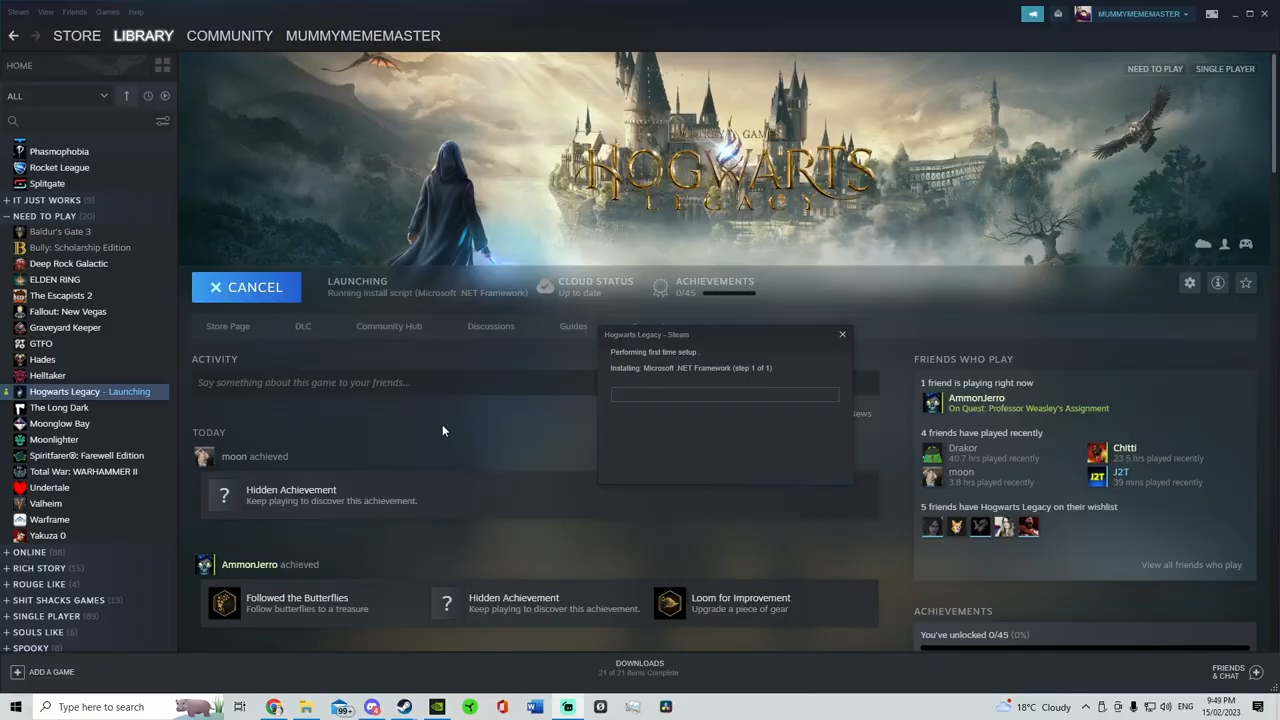 Steam View Friends Games Help
MUMMYMEMEMASTER
STORE LIBRARY COMMUNITY MUMMYMEMEMASTER
HOME
ALL
Phasmophobia
Rocket League
Splitgate
+ IT JUST WORKS (9)
− NEED TO PLAY (20)
Baldur's Gate 3
Bully: Scholarship Edition
Deep Rock Galactic
ELDEN RING
The Escapists 2
Fallout: New Vegas
Graveyard Keeper
GTFO
Hades
Helltaker
Hogwarts Legacy - Launching
The Long Dark
Moonglow Bay
Moonlighter
Spiritfarer®: Farewell Edition
Total War: WARHAMMER II
Undertale
Valheim
Warframe
Yakuza 0
+ ONLINE (86)
+ RICH STORY (15)
+ ROUGE LIKE (4)
+ SHIT SHACKS GAMES (13)
+ SINGLE PLAYER (89)
+ SOULS LIKE (6)
+ SPOOKY (8)
NEED TO PLAY SINGLE PLAYER
HOGWARTS
LEGACY
CANCEL
LAUNCHING
Running install script (Microsoft .NET Framework)
CLOUD STATUS
Up to date
ACHIEVEMENTS
0/45
Store Page DLC Community Hub Discussions Guides
Hogwarts Legacy - Steam
Performing first time setup .
Installing: Microsoft .NET Framework (step 1 of 1)
ACTIVITY
Say something about this game to your friends...
TODAY
moon achieved
Hidden Achievement
Keep playing to discover this achievement.
AmmonJerro achieved
Followed the Butterflies
Follow butterflies to a treasure
Hidden Achievement
Keep playing to discover this achievement.
Loom for Improvement
Upgrade a piece of gear
FRIENDS WHO PLAY
1 friend is playing right now
AmmonJerro
On Quest: Professor Weasley's Assignment
4 friends have played recently
Drakor
40.7 hrs played recently
Chitti
23.5 hrs played recently
moon
3.8 hrs played recently
J2T
39 mins played recently
5 friends have Hogwarts Legacy on their wishlist
View all friends who play
ACHIEVEMENTS
You've unlocked 0/45 (0%)
ADD A GAME
DOWNLOADS
21 of 21 Items Complete
FRIENDS
& CHAT
Type here to search
99+
18°C Cloudy
ENG
9:49 PM
15/02/2023